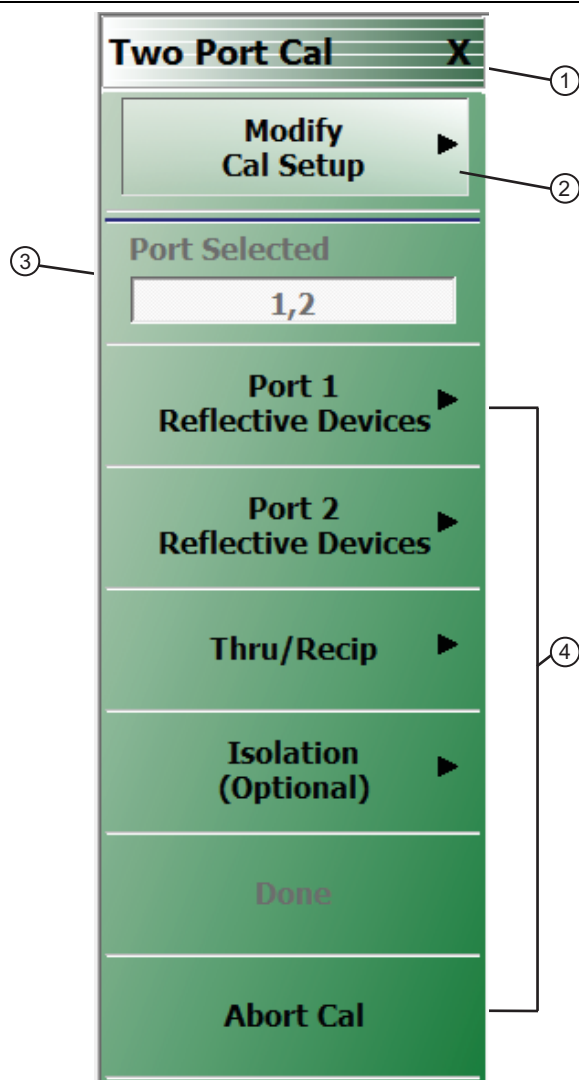 Two Port Cal X
1
Modify
Cal Setup
2
3
Port Selected
1,2
Port 1
Reflective Devices
Port 2
Reflective Devices
Thru/Recip
4
Isolation
(Optional)
Done
Abort Cal